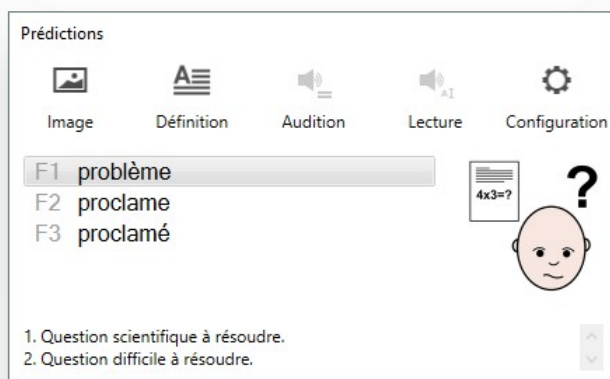 Prédictions
Image Définition Audition Lecture Configuration
F1 problème
F2 proclame
F3 proclamé
4x3=?
?
1. Question scientifique à résoudre.
2. Question difficile à résoudre.